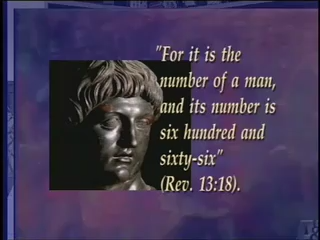 "For it is the
number of a man,
and its number is
six hundred and
sixty-six"
(Rev. 13:18).